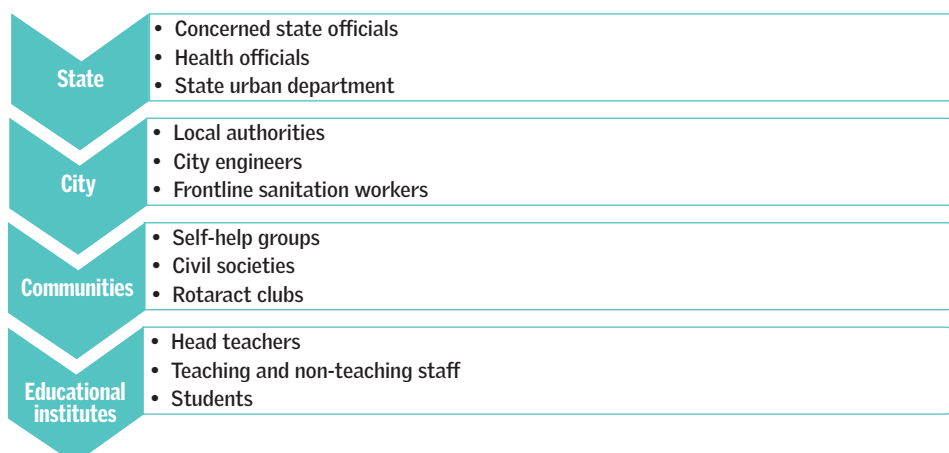 State
• Concerned state officials
• Health officials
• State urban department
City
• Local authorities
• City engineers
• Frontline sanitation workers
Communities
• Self-help groups
• Civil societies
• Rotaract clubs
Educational
institutes
• Head teachers
• Teaching and non-teaching staff
• Students